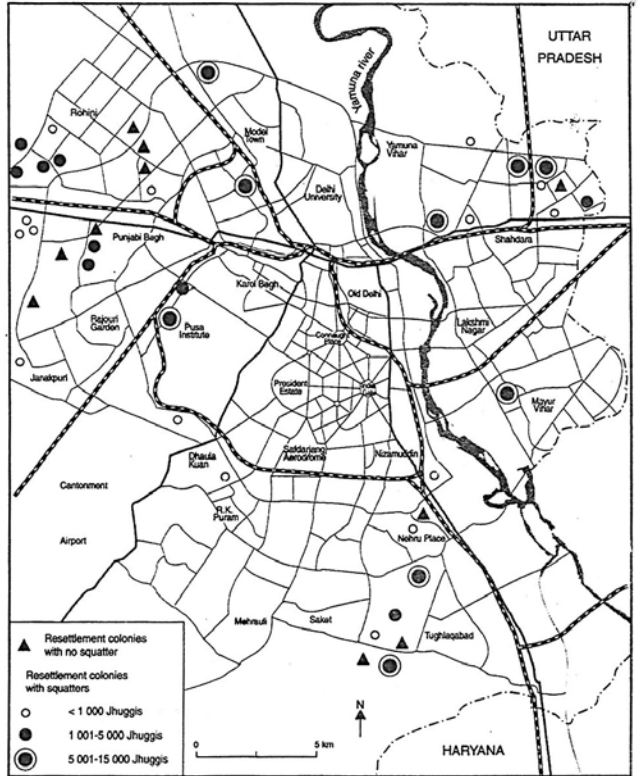 UTTAR
PRADESH
Yamuna river
Rohini
Model
Town
Yamuna
Vihar
Delhi
University
Punjabi Bagh
Shahdara
Karol Bagh
Old Delhi
Rajouri
Garden
Pusa
Institute
Connaught
Place
Lakshmi
Nagar
Janakpuri
President
Estate
India
Gate
Mayur
Vihar
Dhaula
Kuan
Safdarjang
Aerodrome
Nizamuddin
Cantonment
R.K.
Puram
Airport
Nehru Place
Mehrauli
Saket
Tughlaqabad
Resettlement colonies
with no squatter
Resettlement colonies
with squatters
< 1 000 Jhuggis
1 001-5 000 Jhuggis
5 001-15 000 Jhuggis
N
0
5 km
HARYANA